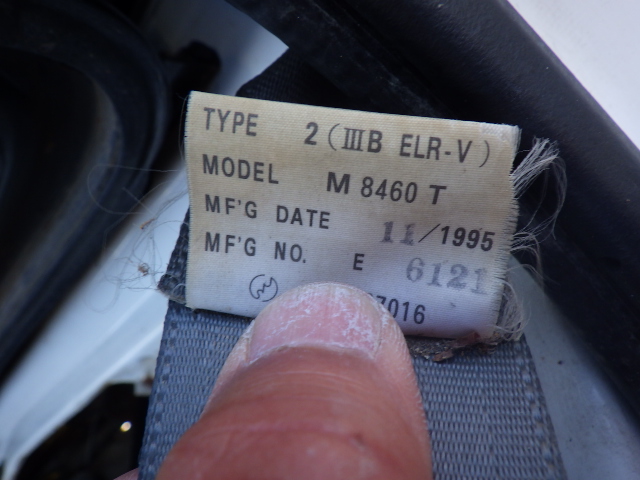 TYPE 2 (IIIB ELR-V)
MODEL M 8460 T
MF'G DATE 11/1995
MF'G NO. E 6121
7016